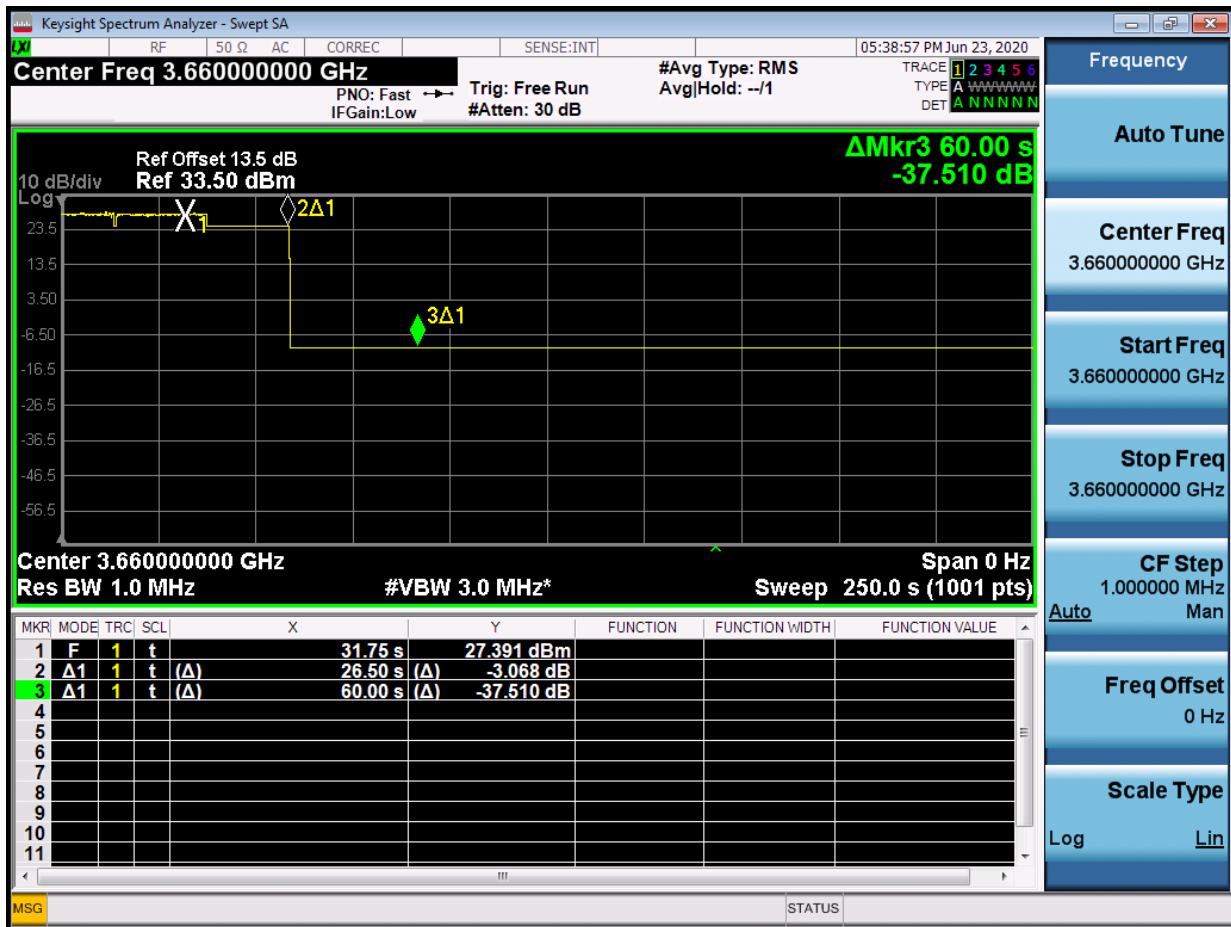 Keysight Spectrum Analyzer - Swept SA
LXI RF 50 Ω AC CORREC SENSE:INT 05:38:57 PM Jun 23, 2020
Center Freq 3.660000000 GHz
PNO: Fast
IFGain:Low
Trig: Free Run
#Atten: 30 dB
#Avg Type: RMS
Avg|Hold: --/1
TRACE 1 2 3 4 5 6
TYPE A WWWWW
DET A N N N N N
ΔMkr3 60.00 s
-37.510 dB
Ref Offset 13.5 dB
10 dB/div Ref 33.50 dBm
Log
23.5
13.5
3.50
-6.50
-16.5
-26.5
-36.5
-46.5
-56.5
X 1
2Δ1
3Δ1
Center 3.660000000 GHz Span 0 Hz
Res BW 1.0 MHz #VBW 3.0 MHz* Sweep 250.0 s (1001 pts)
MKR MODE TRC SCL X Y FUNCTION FUNCTION WIDTH FUNCTION VALUE
1 F 1 t 31.75 s 27.391 dBm
2 Δ1 1 t (Δ) 26.50 s (Δ) -3.068 dB
3 Δ1 1 t (Δ) 60.00 s (Δ) -37.510 dB
4
5
6
7
8
9
10
11
MSG STATUS
Frequency
Auto Tune
Center Freq
3.660000000 GHz
Start Freq
3.660000000 GHz
Stop Freq
3.660000000 GHz
CF Step
1.000000 MHz
Auto Man
Freq Offset
0 Hz
Scale Type
Log Lin